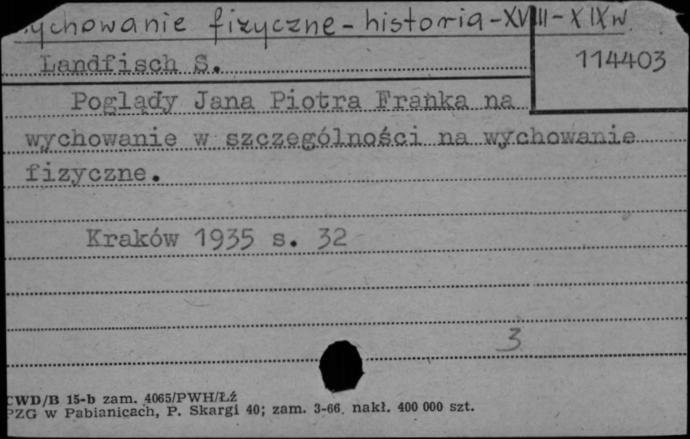 wychowanie fizyczne - historia - XVIII - XIX w.
Landfisch S.
114403
Poglądy Jana Piotra Franka na
wychowanie w szczególności na wychowanie
fizyczne.
Kraków 1935 s. 32
3
CWD/B 15-b zam. 4065/PWH/Łź
PZG w Pabianicach, P. Skargi 40; zam. 3-66. nakł. 400 000 szt.